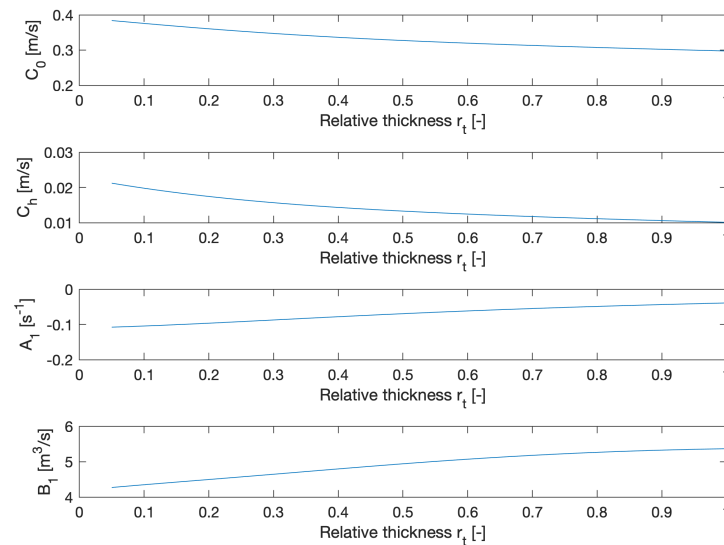 0.4
0.3
0.2
C0 [m/s]
0 0.1 0.2 0.3 0.4 0.5 0.6 0.7 0.8 0.9
Relative thickness rt [-]
0.03
0.02
0.01
Ch [m/s]
0 0.1 0.2 0.3 0.4 0.5 0.6 0.7 0.8 0.9
Relative thickness rt [-]
0
-0.1
-0.2
A1 [s-1]
0 0.1 0.2 0.3 0.4 0.5 0.6 0.7 0.8 0.9
Relative thickness rt [-]
6
5
4
B1 [m3/s]
0 0.1 0.2 0.3 0.4 0.5 0.6 0.7 0.8 0.9
Relative thickness rt [-]